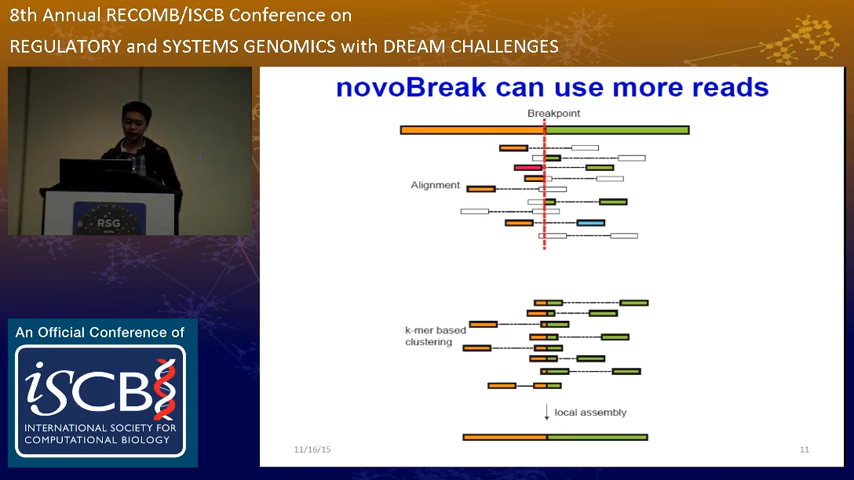 8th Annual RECOMB/ISCB Conference on
REGULATORY and SYSTEMS GENOMICS with DREAM CHALLENGES
novoBreak can use more reads
Breakpoint
Alignment
k-mer based
clustering
local assembly
11/16/15
11
RSG
An Official Conference of
iSCB
INTERNATIONAL SOCIETY FOR
COMPUTATIONAL BIOLOGY